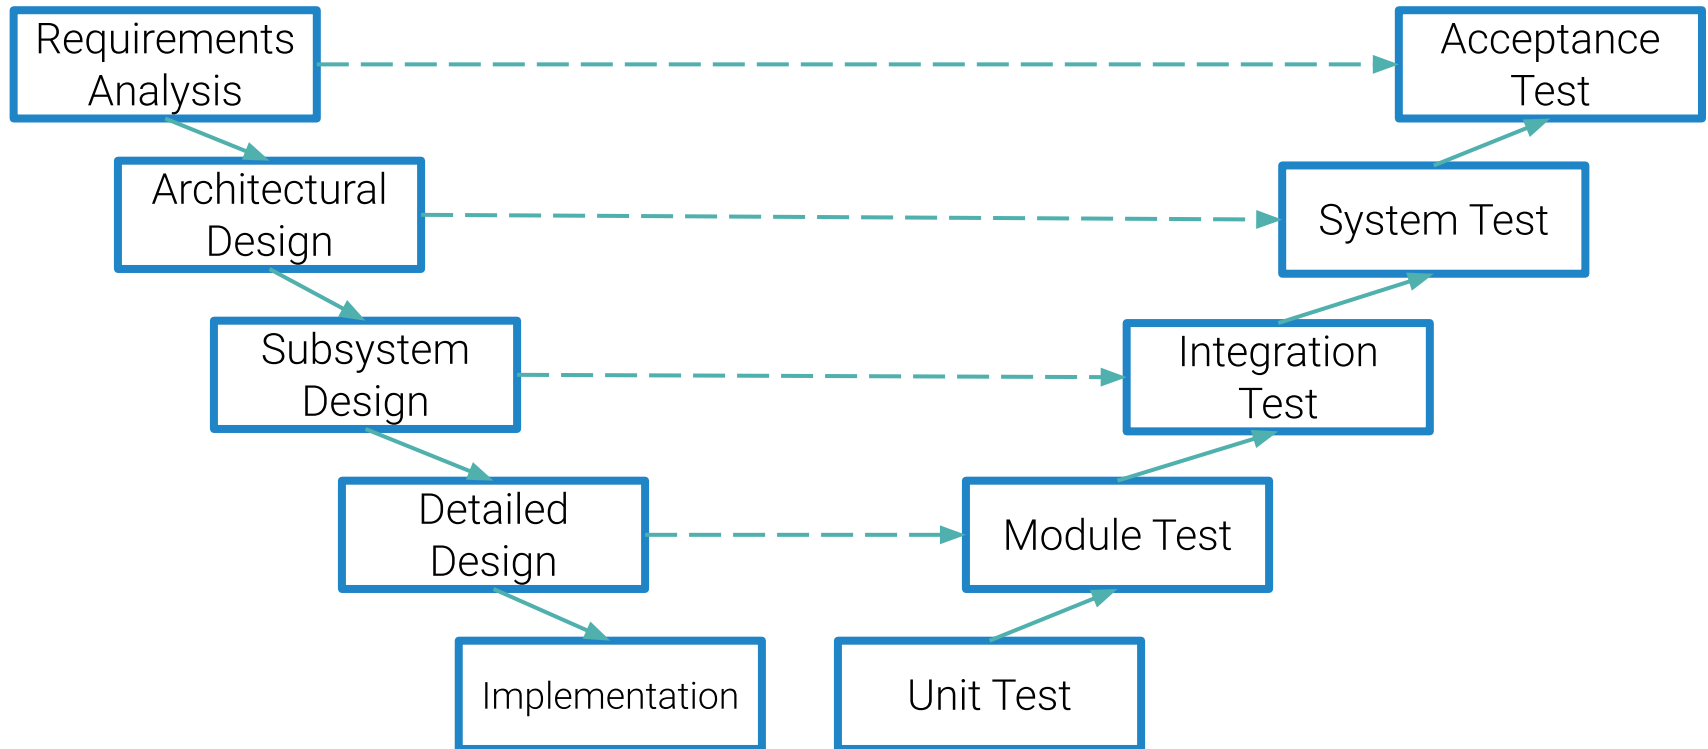 Requirements
Analysis
Acceptance
Test
Architectural
Design
System Test
Subsystem
Design
Integration
Test
Detailed
Design
Module Test
Implementation
Unit Test